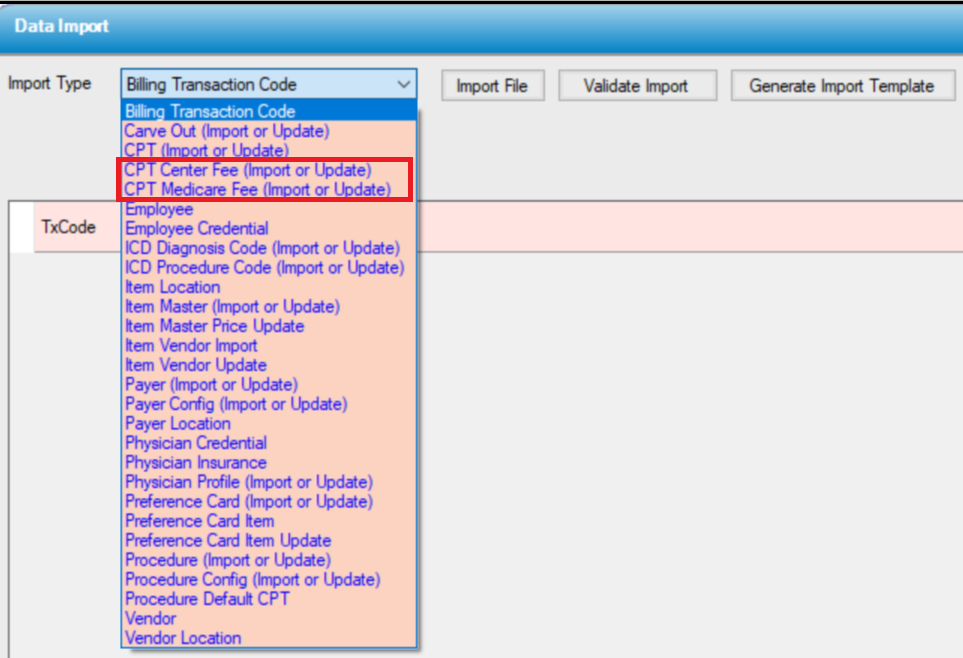 Data Import
Import Type Billing Transaction Code Import File Validate Import Generate Import Template
Billing Transaction Code
Carve Out (Import or Update)
CPT (Import or Update)
CPT Center Fee (Import or Update)
CPT Medicare Fee (Import or Update)
Employee
TxCode
Employee Credential
ICD Diagnosis Code (Import or Update)
ICD Procedure Code (Import or Update)
Item Location
Item Master (Import or Update)
Item Master Price Update
Item Vendor Import
Item Vendor Update
Payer (Import or Update)
Payer Config (Import or Update)
Payer Location
Physician Credential
Physician Insurance
Physician Profile (Import or Update)
Preference Card (Import or Update)
Preference Card Item
Preference Card Item Update
Procedure (Import or Update)
Procedure Config (Import or Update)
Procedure Default CPT
Vendor
Vendor Location